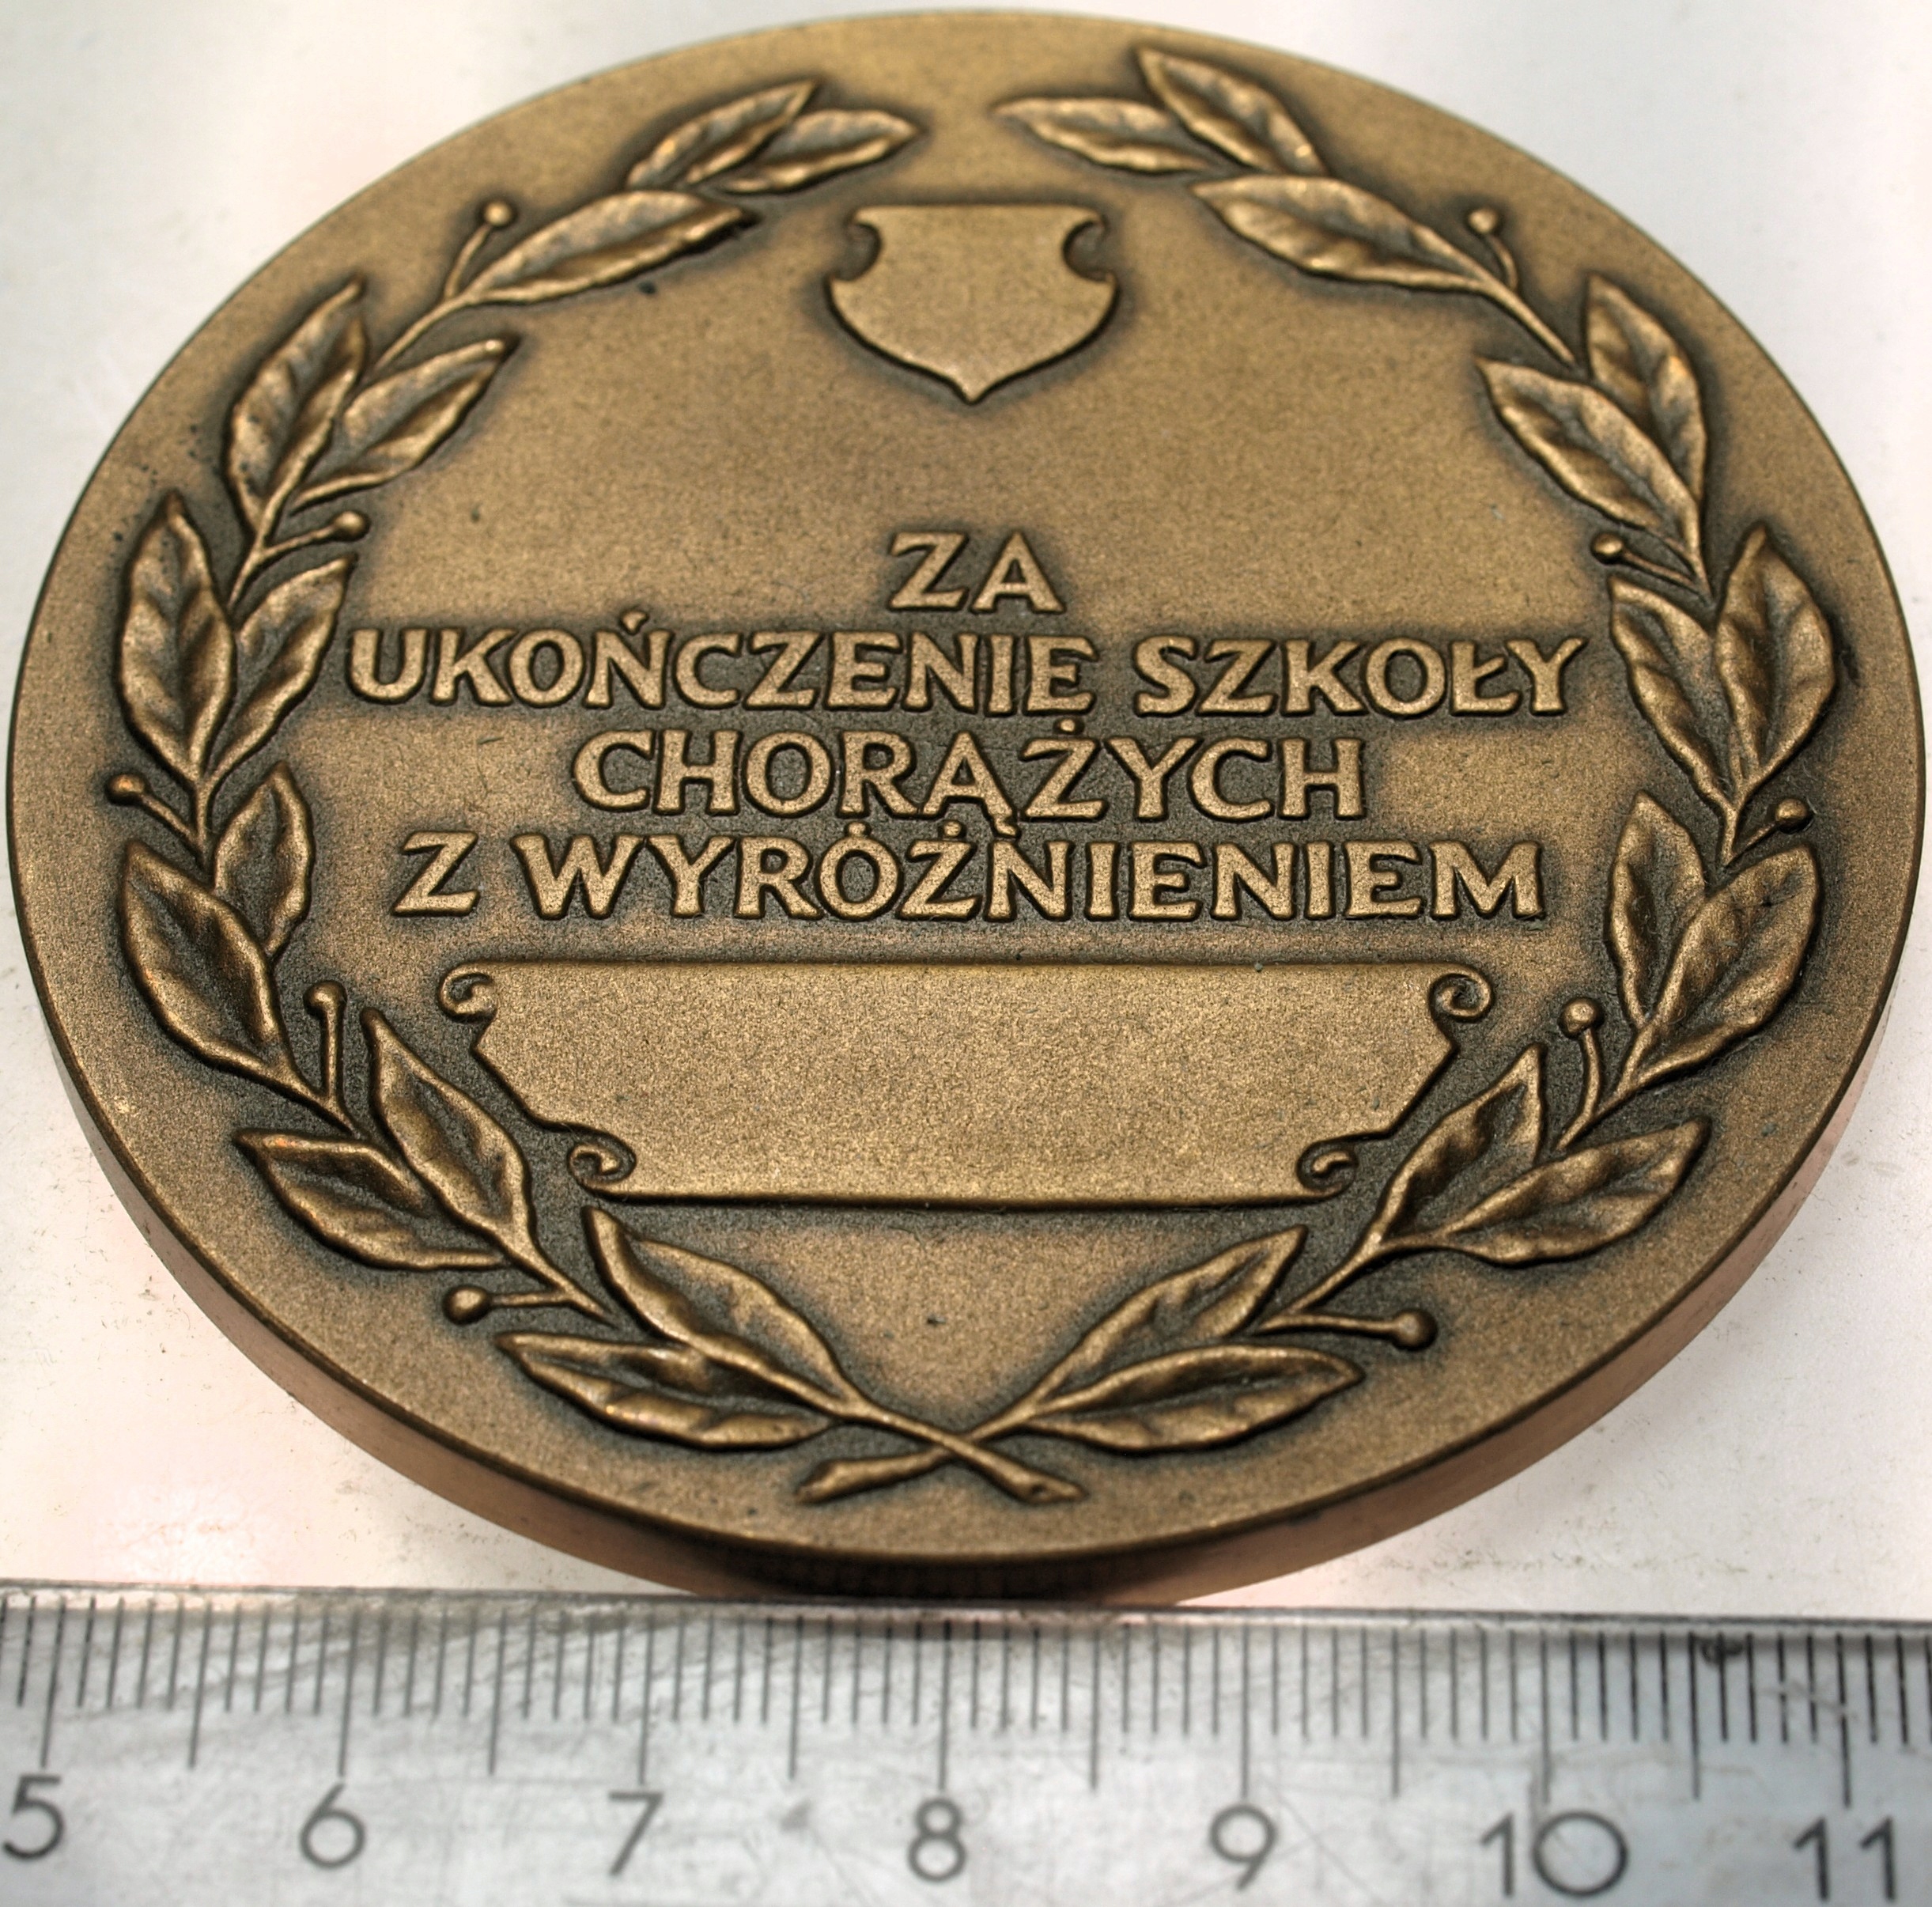 ZA
UKOŃCZENIE SZKOŁY
CHORĄŻYCH
Z WYRÓŻNIENIEM
5 6 7 8 9 10 11